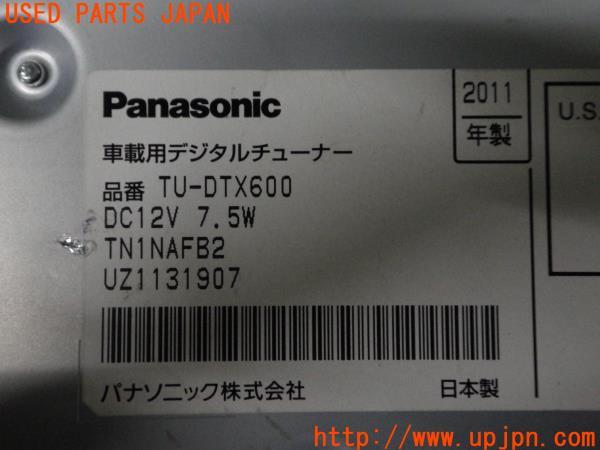 USED PARTS JAPAN
Panasonic
2011
年製
U.S.
車載用デジタルチューナー
品番 TU-DTX600
DC12V 7.5W
TN1NAFB2
UZ1131907
パナソニック株式会社
日本製
http://www.upjpn.com